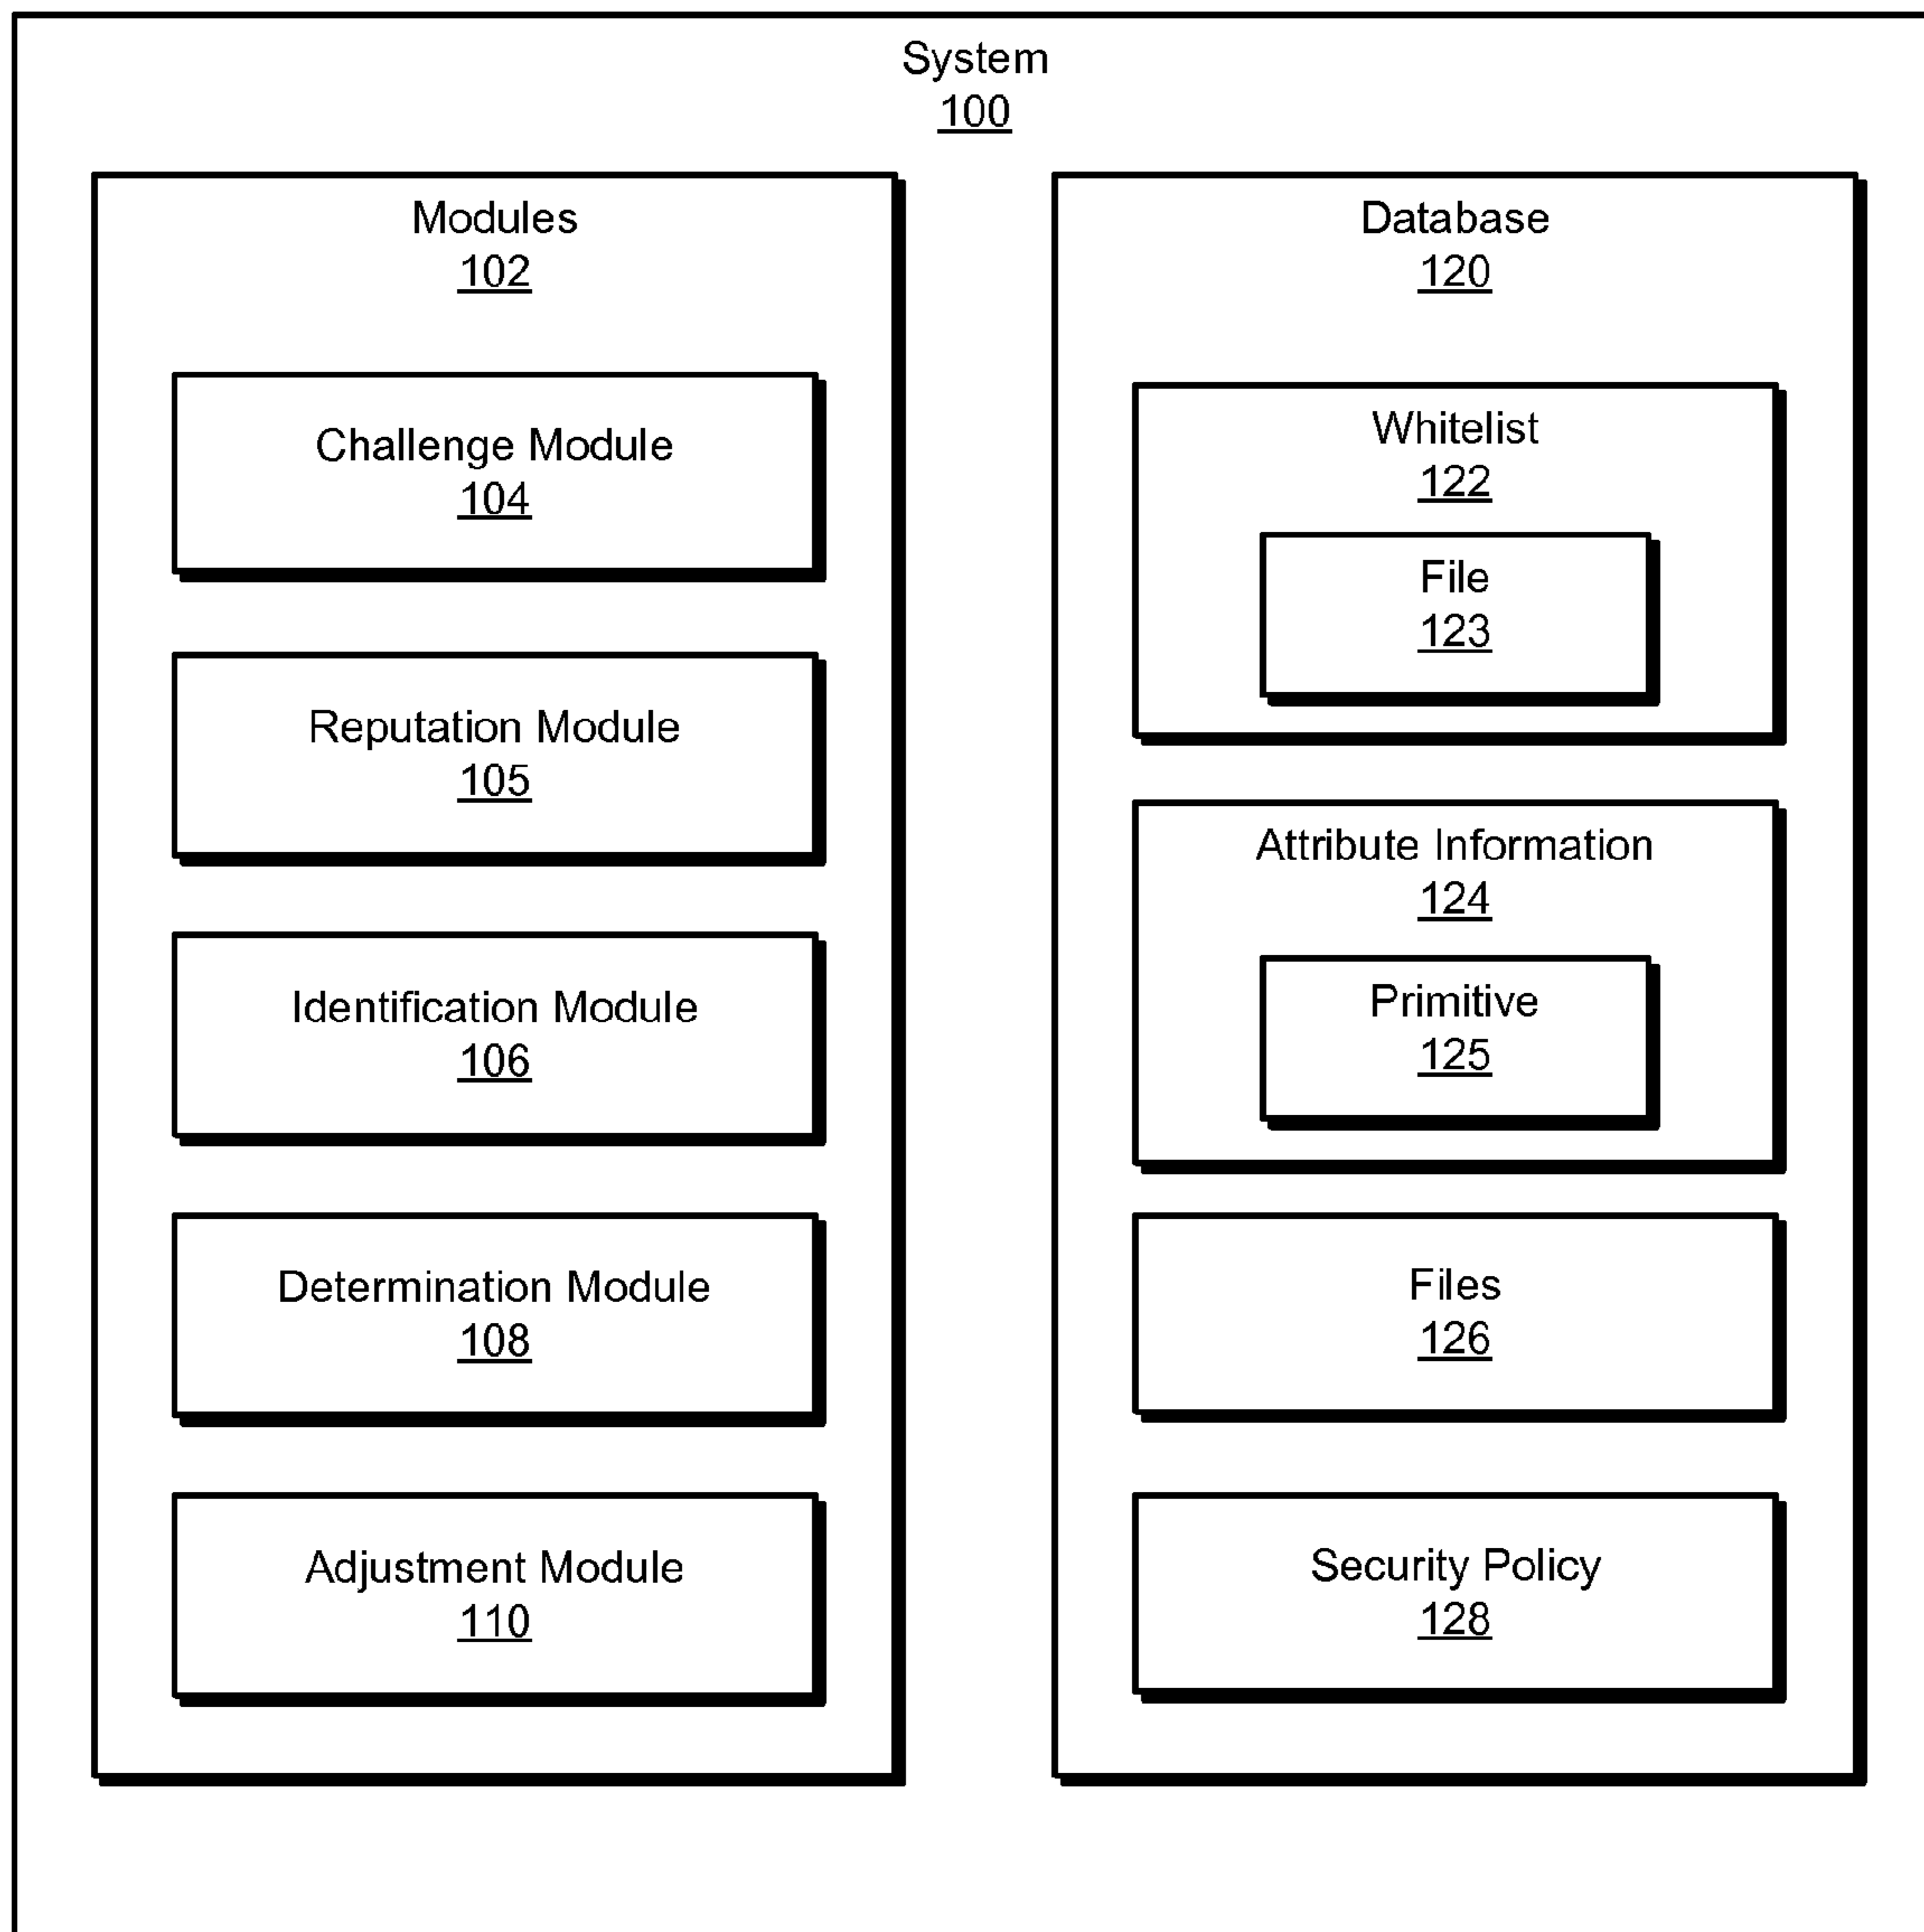 System
100
Modules
102
Challenge Module
104
Reputation Module
105
Identification Module
106
Determination Module
108
Adjustment Module
110
Database
120
Whitelist
122
File
123
Attribute Information
124
Primitive
125
Files
126
Security Policy
128